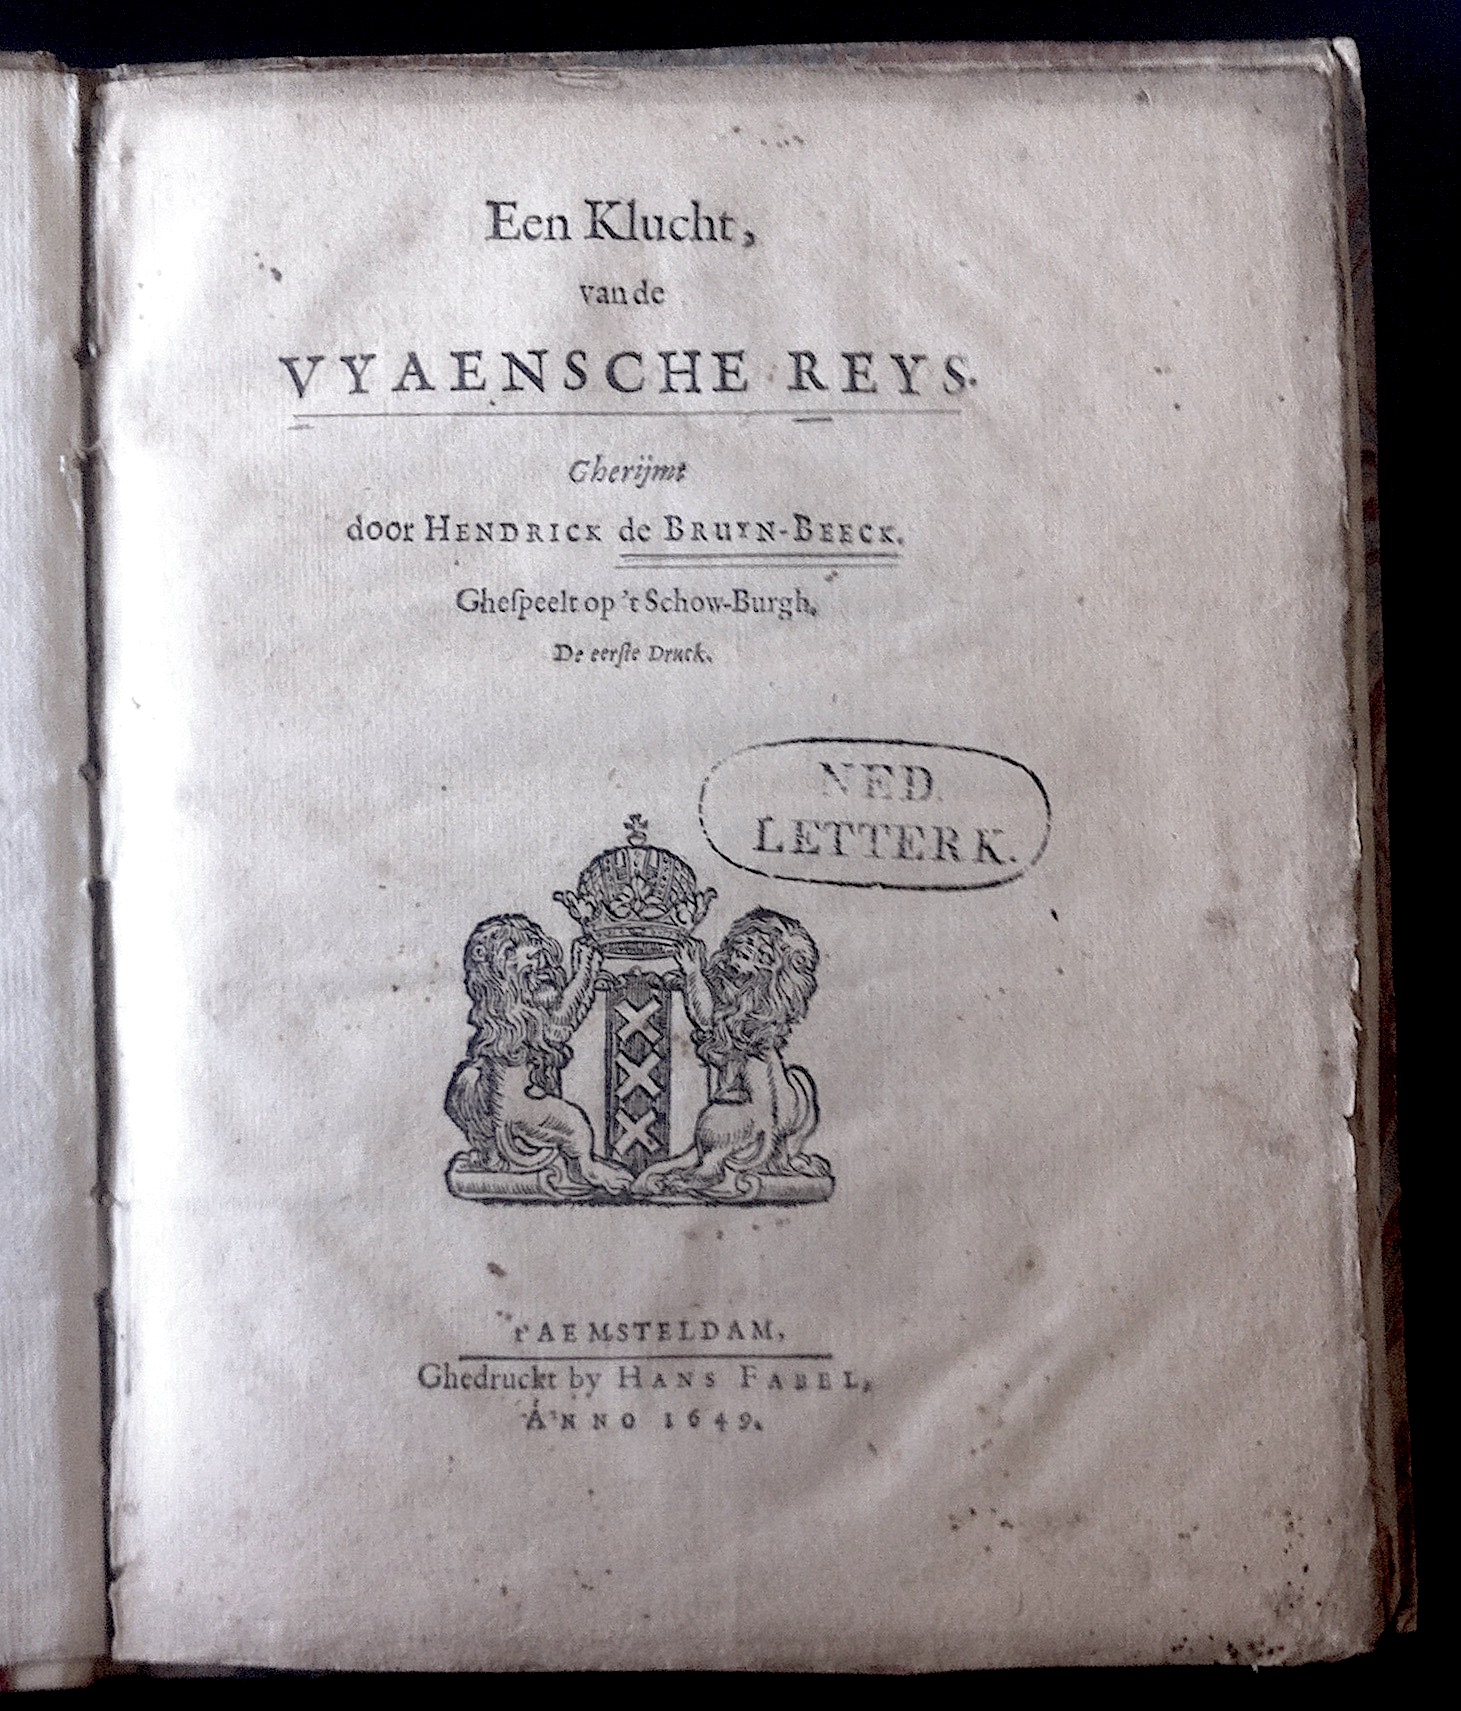 Een Klucht,
van de
VYAENSCHE REYS.
Gherijmt
door HENDRICK de BRUYN-BEECK.
Gheſpeelt op 't Schow-Burgh.
De eerſte Druck.
NED.
LETTERK.
t' AEMSTELDAM,
Ghedruckt by HANS FABEL,
ANNO 1649.